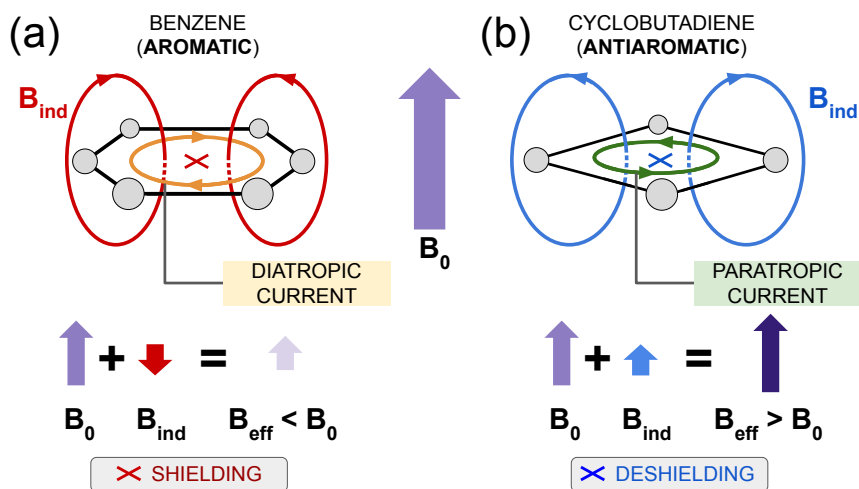 (a)
BENZENE
(AROMATIC)
B_ind
DIATROPIC
CURRENT
B_0 + B_ind = B_eff < B_0
SHIELDING
B_0
(b)
CYCLOBUTADIENE
(ANTIAROMATIC)
B_ind
PARATROPIC
CURRENT
B_0 + B_ind = B_eff > B_0
DESHIELDING